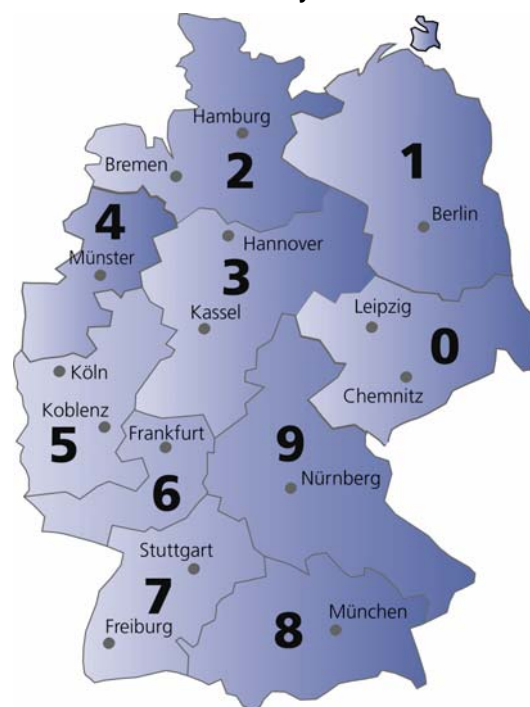 Hamburg
1
Bremen
2
4
Berlin
Hannover
Münster
3
Leipzig
Kassel
0
Köln
Chemnitz
Koblenz
Frankfurt
5
9
6
Nürnberg
Stuttgart
7
München
Freiburg
8